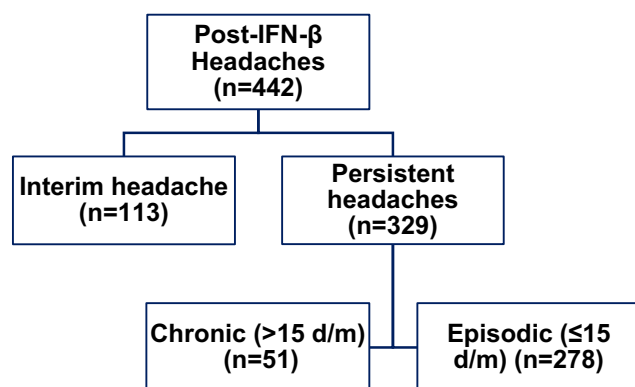 Post-IFN-β
Headaches
(n=442)
Interim headache
(n=113)
Persistent
headaches
(n=329)
Chronic (>15 d/m)
(n=51)
Episodic (≤15
d/m) (n=278)